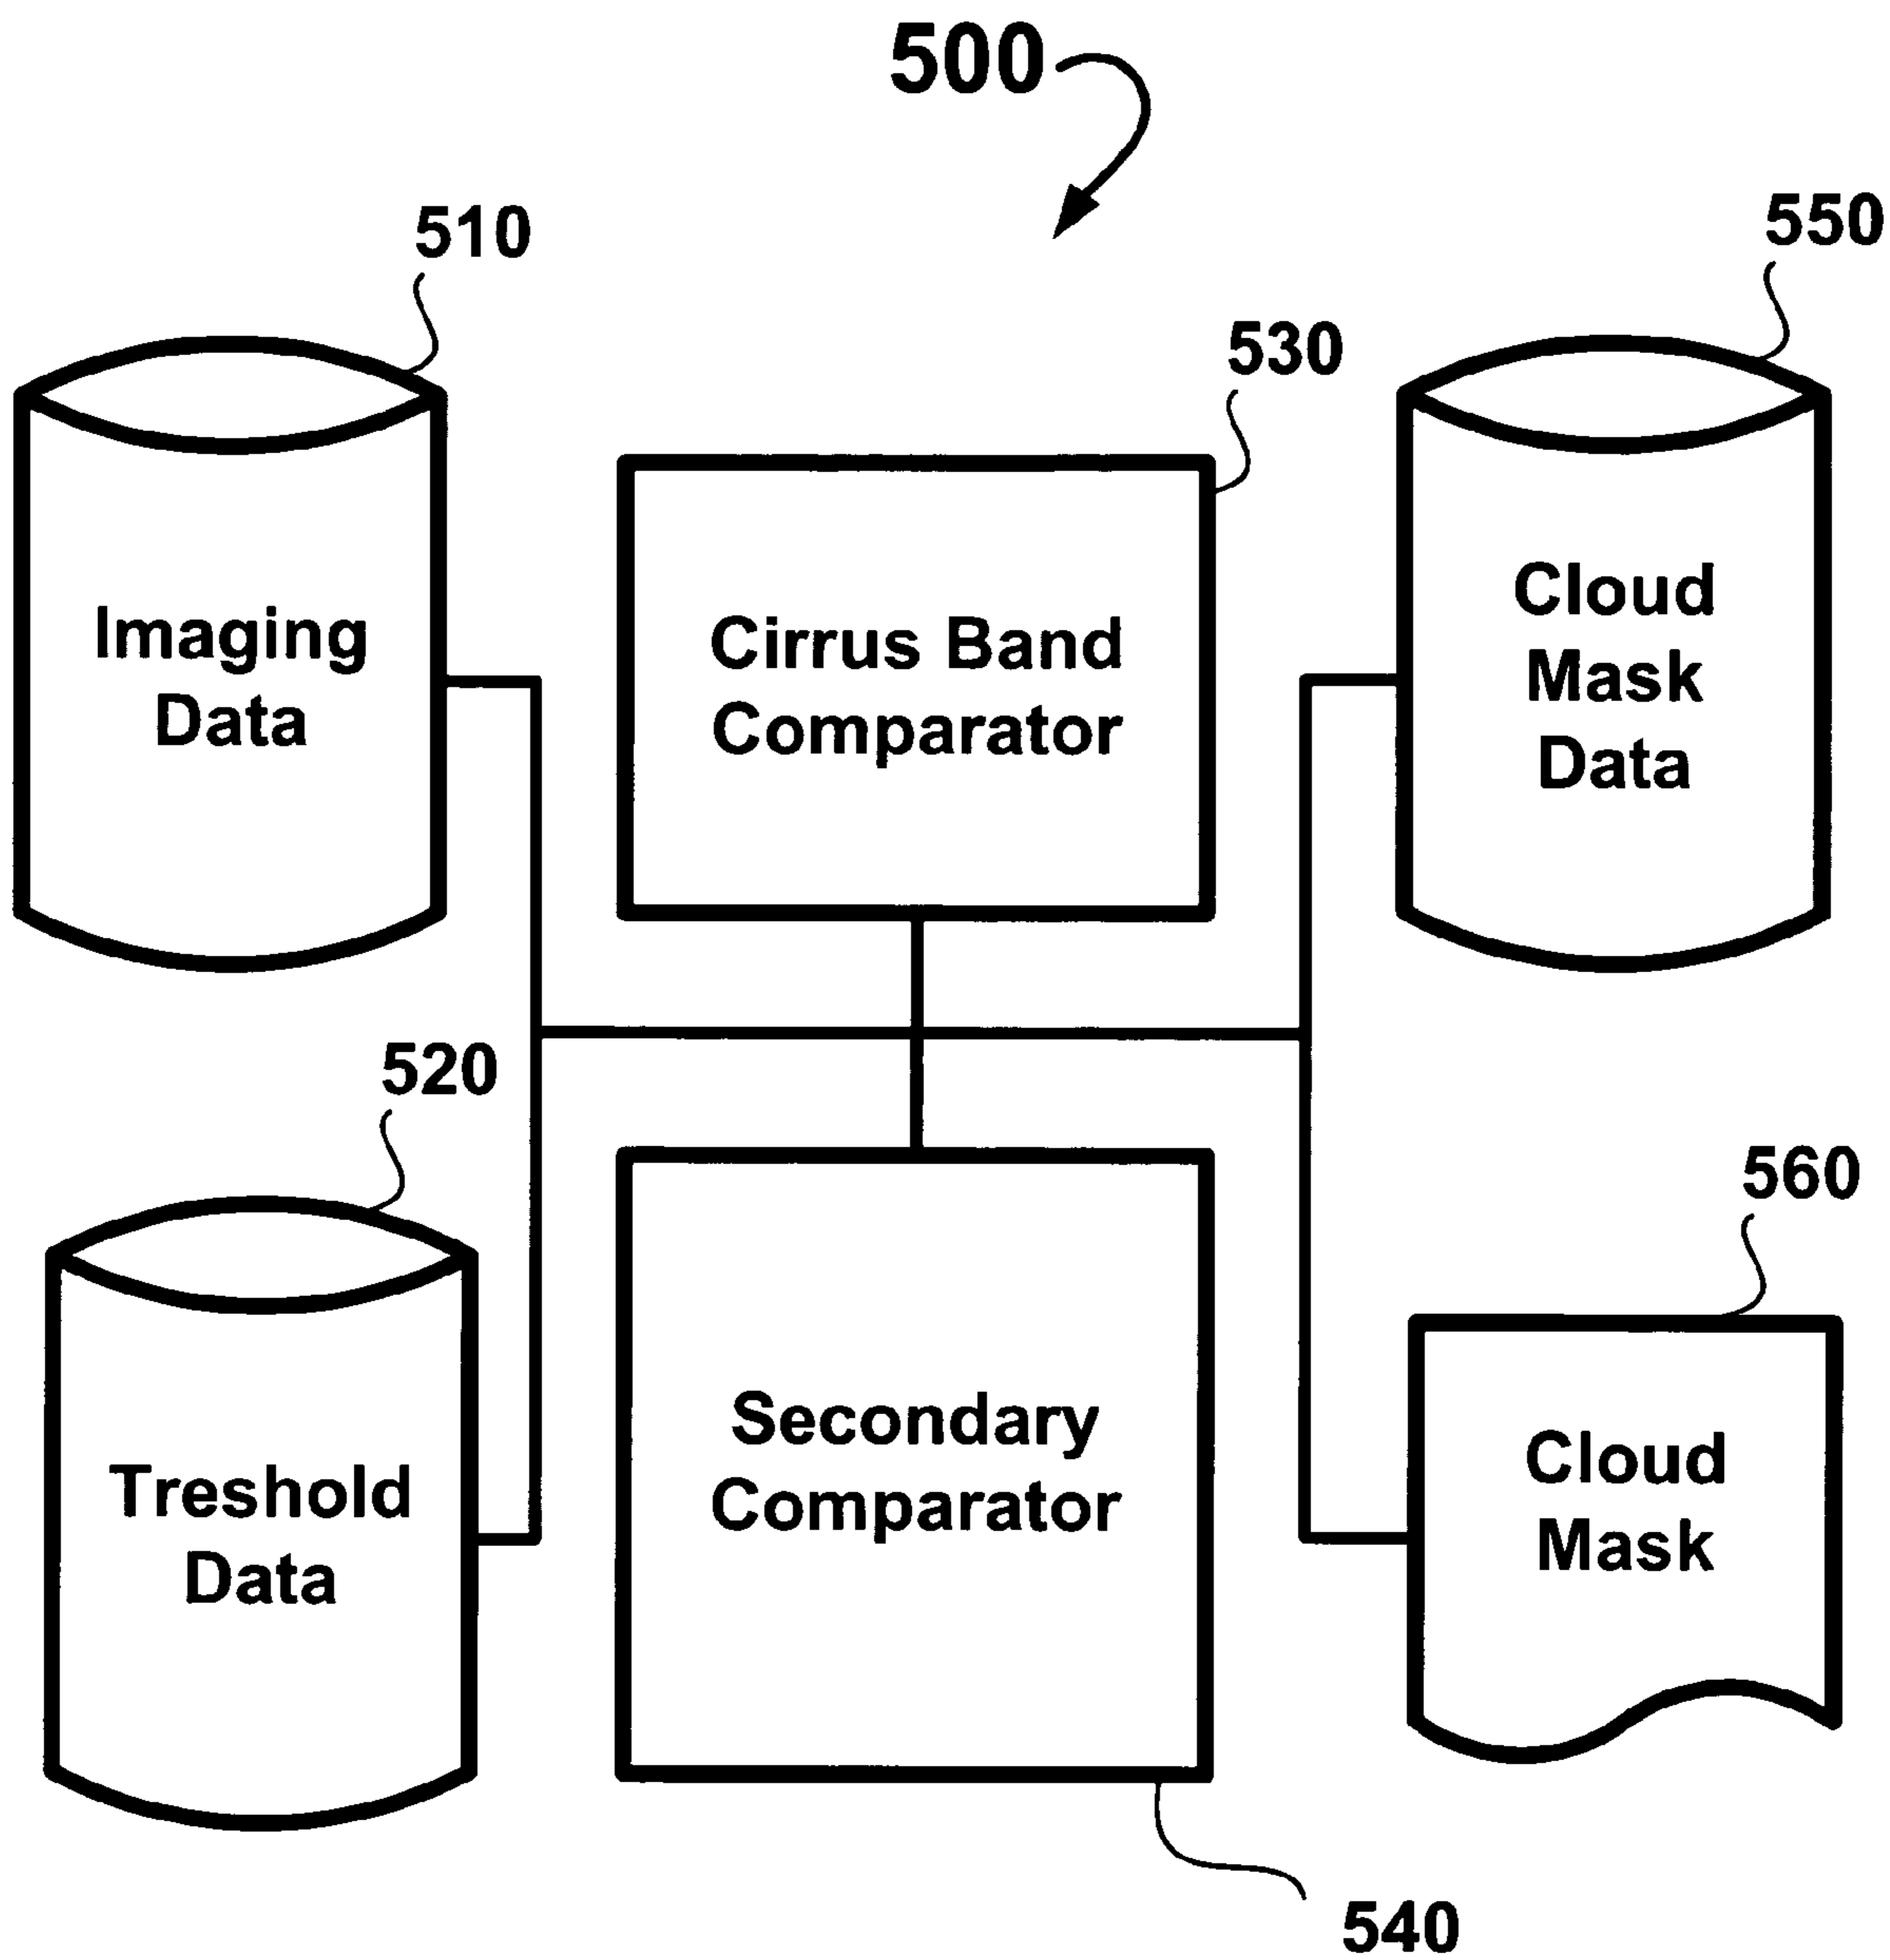 500
510
Imaging
Data
520
Treshold
Data
530
Cirrus Band
Comparator
Secondary
Comparator
540
550
Cloud
Mask
Data
560
Cloud
Mask